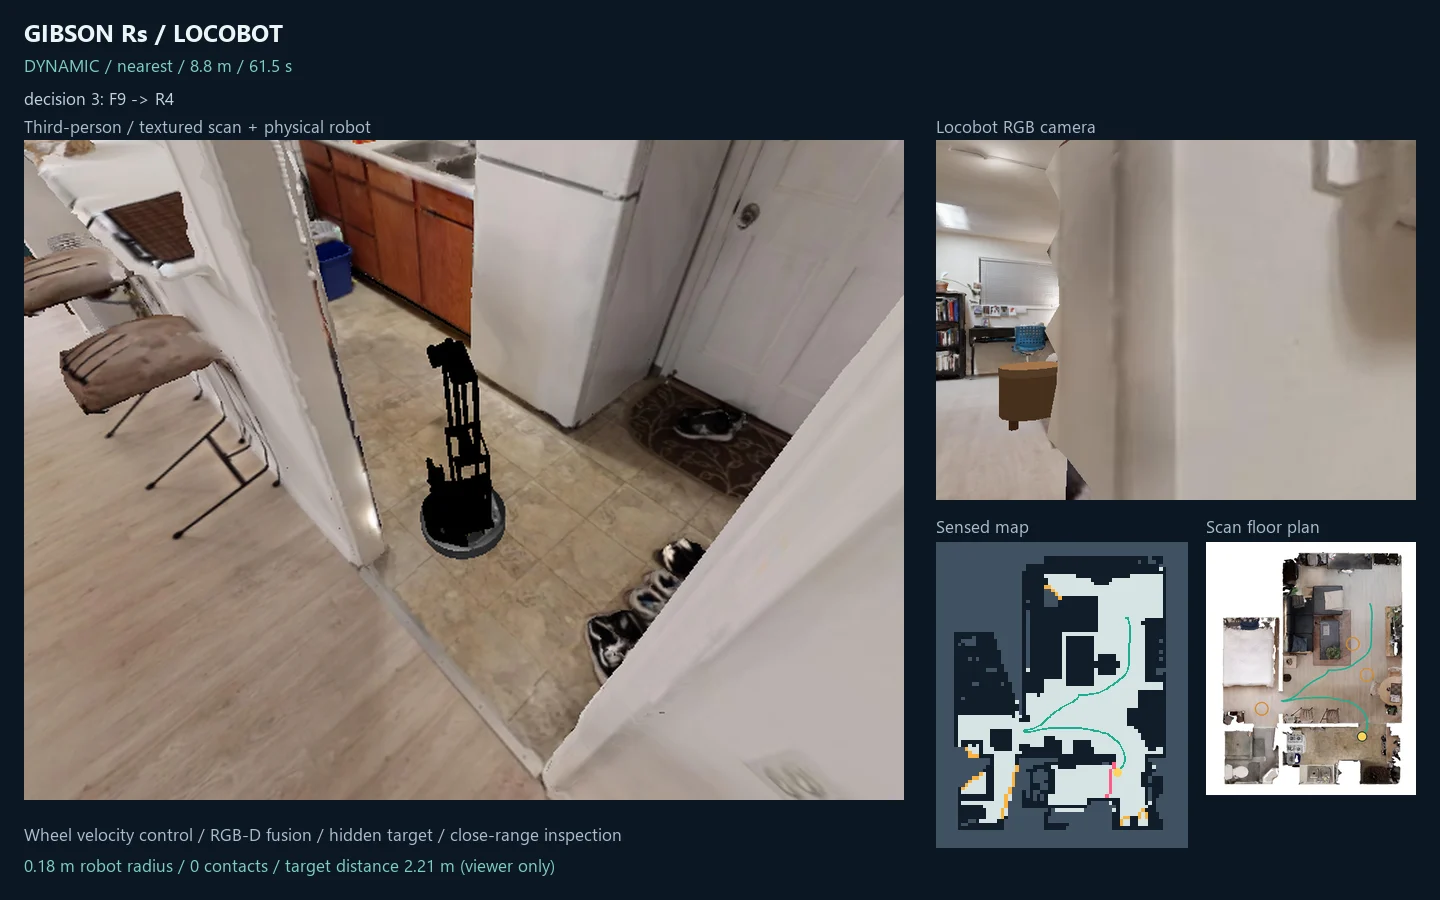 GIBSON Rs / LOCOBOT
DYNAMIC / nearest / 8.8 m / 61.5 s
decision 3: F9 -> R4
Third-person / textured scan + physical robot
Locobot RGB camera
Sensed map
Scan floor plan
Wheel velocity control / RGB-D fusion / hidden target / close-range inspection
0.18 m robot radius / 0 contacts / target distance 2.21 m (viewer only)